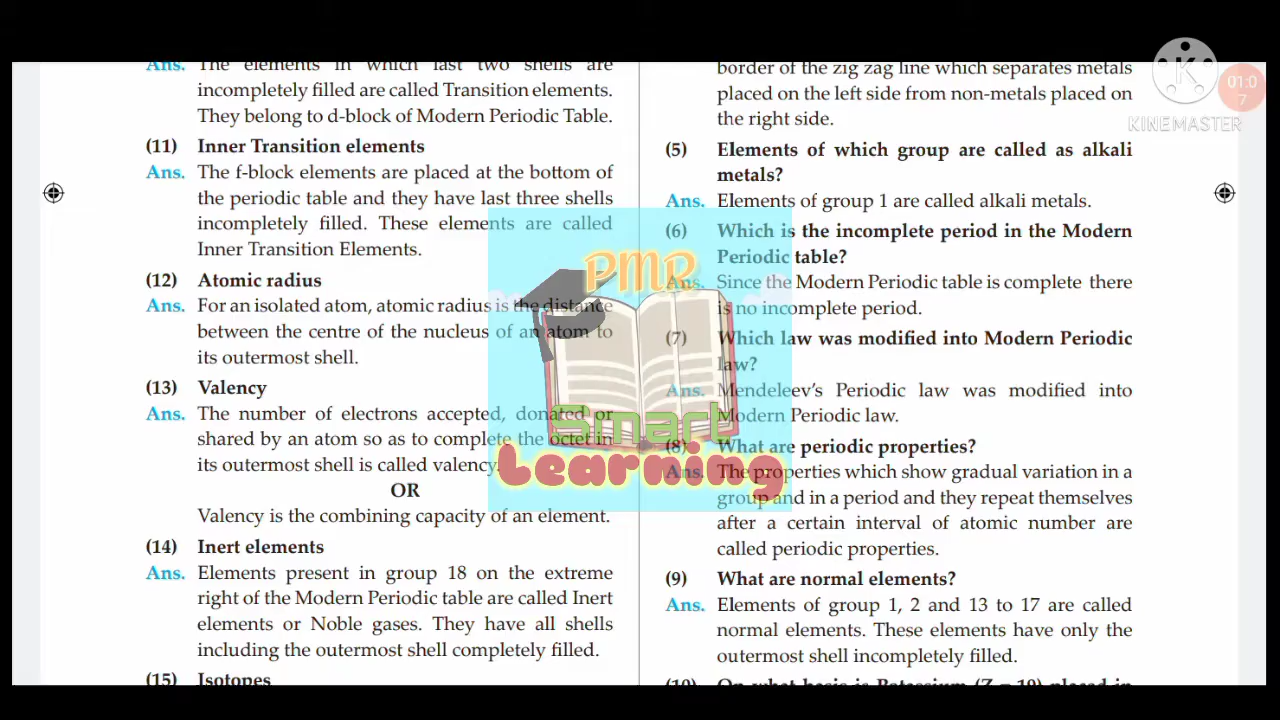 Ans. The elements in which last two shells are
incompletely filled are called Transition elements.
They belong to d-block of Modern Periodic Table.
(11) Inner Transition elements
Ans. The f-block elements are placed at the bottom of
the periodic table and they have last three shells
incompletely filled. These elements are called
Inner Transition Elements.
(12) Atomic radius
Ans. For an isolated atom, atomic radius is the distance
between the centre of the nucleus of an atom to
its outermost shell.
(13) Valency
Ans. The number of electrons accepted, donated or
shared by an atom so as to complete the octet in
its outermost shell is called valency.
OR
Valency is the combining capacity of an element.
(14) Inert elements
Ans. Elements present in group 18 on the extreme
right of the Modern Periodic table are called Inert
elements or Noble gases. They have all shells
including the outermost shell completely filled.
(15) Isotopes
border of the zig zag line which separates metals
placed on the left side from non-metals placed on
the right side.
(5) Elements of which group are called as alkali
metals?
Ans. Elements of group 1 are called alkali metals.
(6) Which is the incomplete period in the Modern
Periodic table?
Ans. Since the Modern Periodic table is complete there
is no incomplete period.
(7) Which law was modified into Modern Periodic
law?
Ans. Mendeleev's Periodic law was modified into
Modern Periodic law.
(8) What are periodic properties?
Ans. The properties which show gradual variation in a
group and in a period and they repeat themselves
after a certain interval of atomic number are
called periodic properties.
(9) What are normal elements?
Ans. Elements of group 1, 2 and 13 to 17 are called
normal elements. These elements have only the
outermost shell incompletely filled.
(10) On what basis is Potassium (Z = 19) placed in
PMR
Smart
Learning
K
KINEMASTER
01:0
7